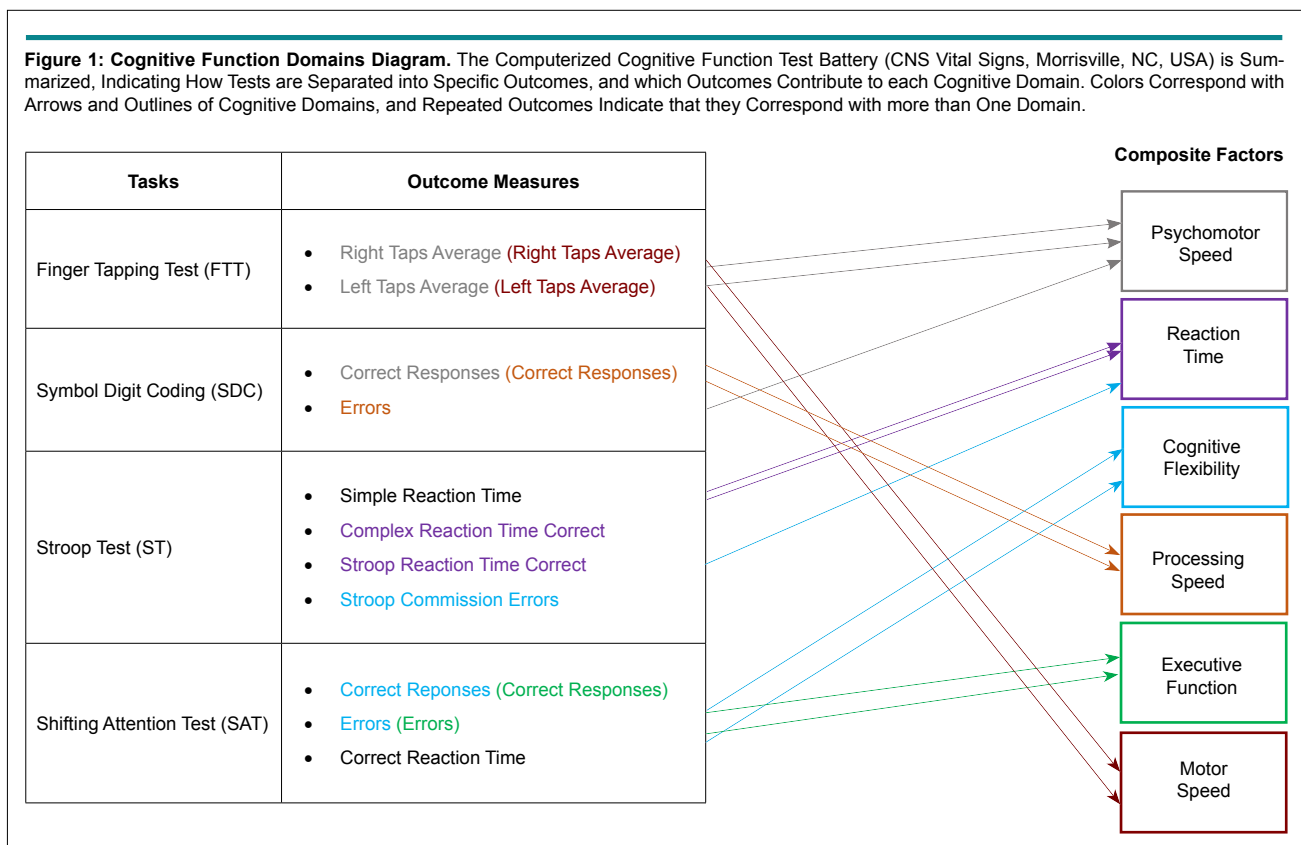 Figure 1: Cognitive Function Domains Diagram. The Computerized Cognitive Function Test Battery (CNS Vital Signs, Morrisville, NC, USA) is Sum-
marized, Indicating How Tests are Separated into Specific Outcomes, and which Outcomes Contribute to each Cognitive Domain. Colors Correspond with
Arrows and Outlines of Cognitive Domains, and Repeated Outcomes Indicate that they Correspond with more than One Domain.
Tasks
Outcome Measures
Finger Tapping Test (FTT)
• Right Taps Average (Right Taps Average)
• Left Taps Average (Left Taps Average)
Symbol Digit Coding (SDC)
• Correct Responses (Correct Responses)
• Errors
Stroop Test (ST)
• Simple Reaction Time
• Complex Reaction Time Correct
• Stroop Reaction Time Correct
• Stroop Commission Errors
Shifting Attention Test (SAT)
• Correct Reponses (Correct Responses)
• Errors (Errors)
• Correct Reaction Time
Composite Factors
Psychomotor
Speed
Reaction
Time
Cognitive
Flexibility
Processing
Speed
Executive
Function
Motor
Speed